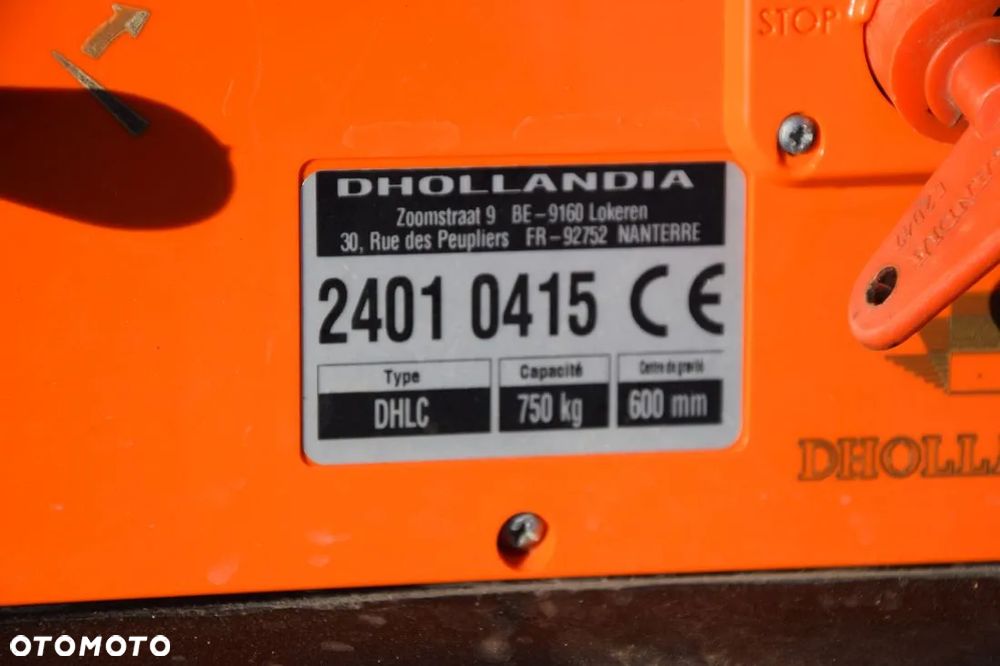 STOP
DHOLLANDIA
Zoomstraat 9 BE-9160 Lokeren
30, Rue des Peupliers FR-92752 NANTERRE
2401 0415 CE
Type Capacité Centre de gravité
DHLC 750 kg 600 mm
DHOLLA
OTOMOTO